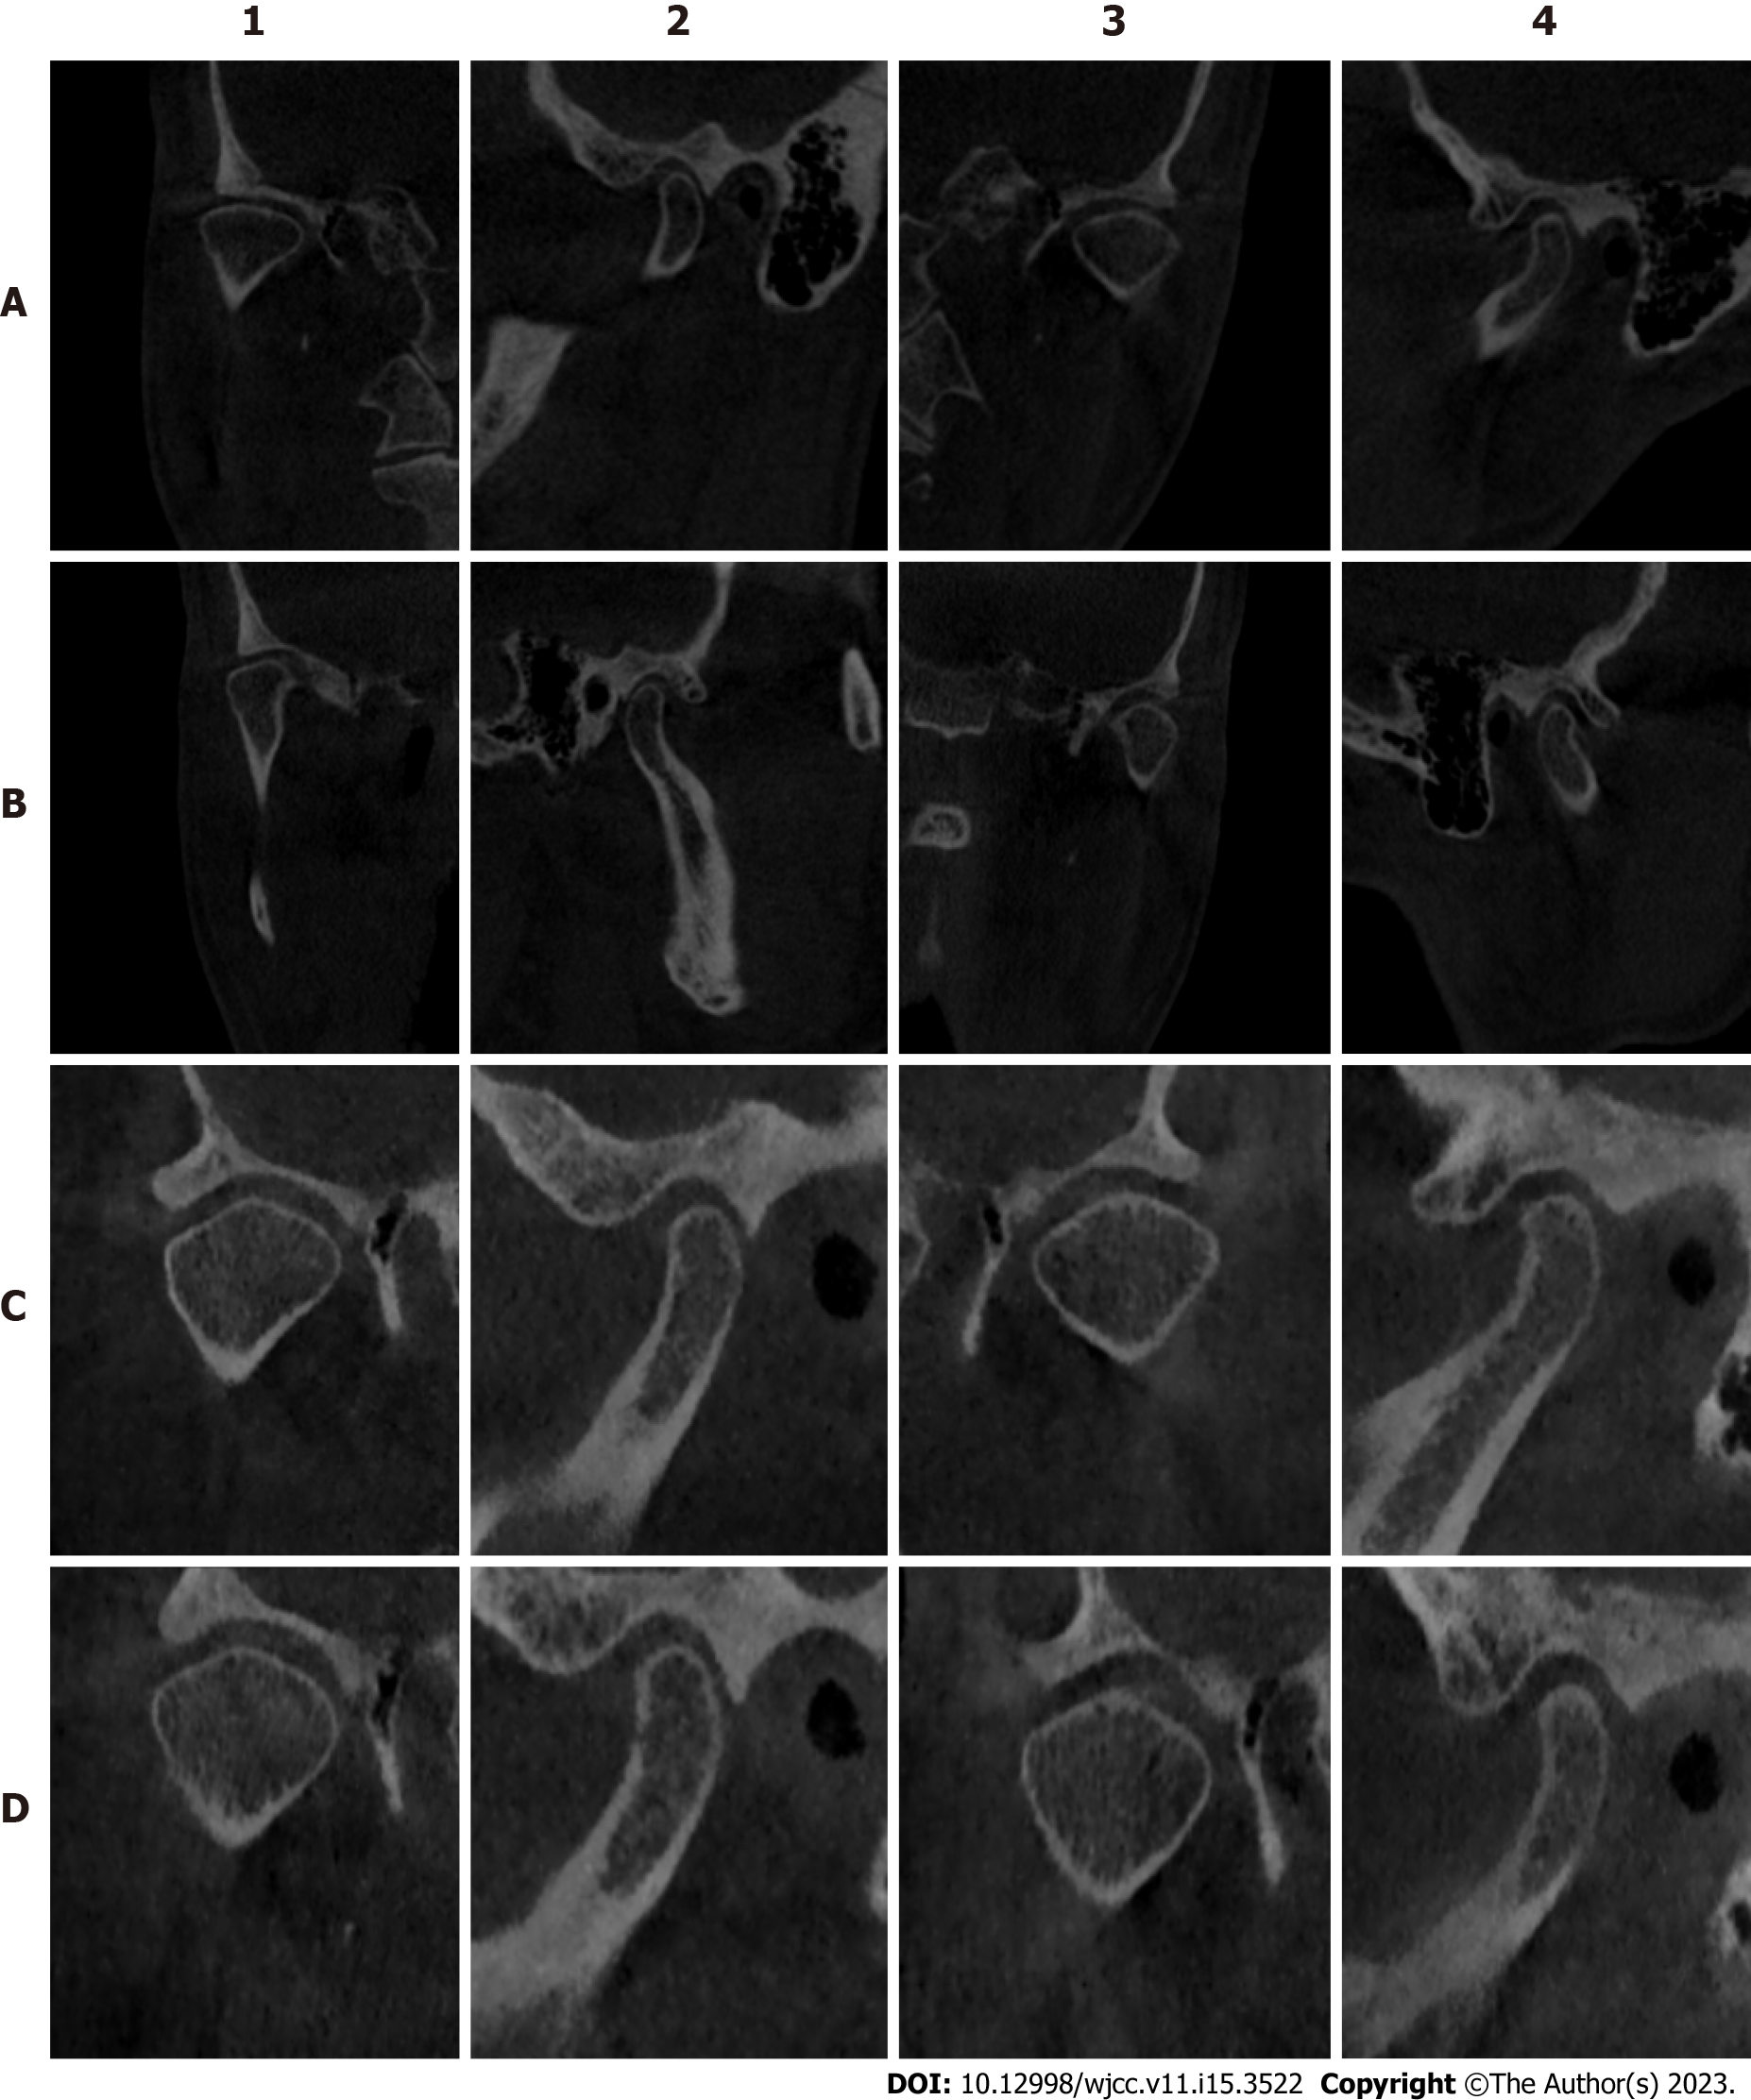 1 2 3 4
A
B
C
D
DOI: 10.12998/wjcc.v11.i15.3522 Copyright ©The Author(s) 2023.